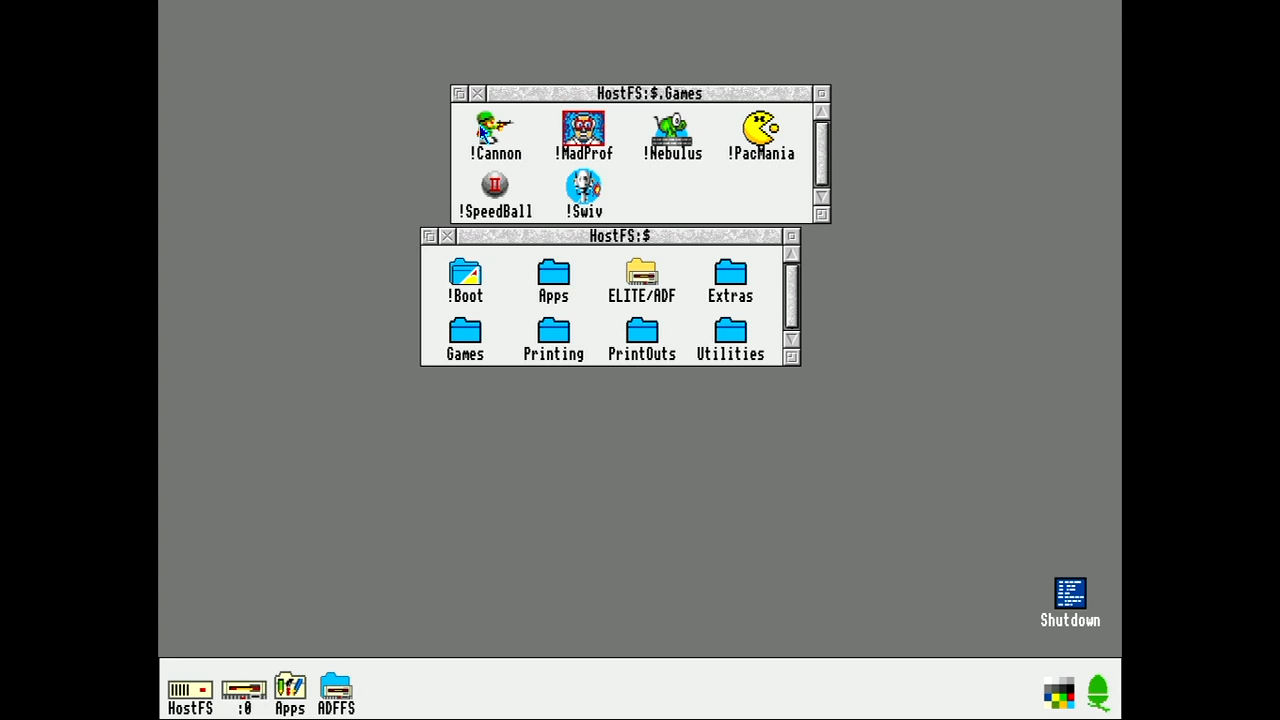 HostFS:$.Games
!Cannon !MadProf !Nebulus !PacMania
II
!SpeedBall !Swiv
HostFS:$
!Boot Apps ELITE/ADF Extras
Games Printing PrintOuts Utilities
Shutdown
HostFS :0 Apps ADFFS